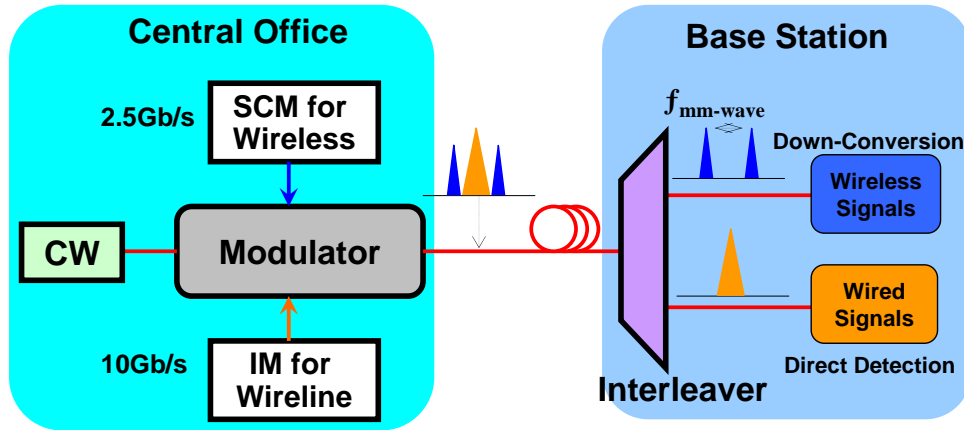 Central Office
Base Station
2.5Gb/s
SCM for
Wireless
fmm-wave
Down-Conversion
Wireless
Signals
CW
Modulator
Wired
Signals
10Gb/s
IM for
Wireline
Direct Detection
Interleaver